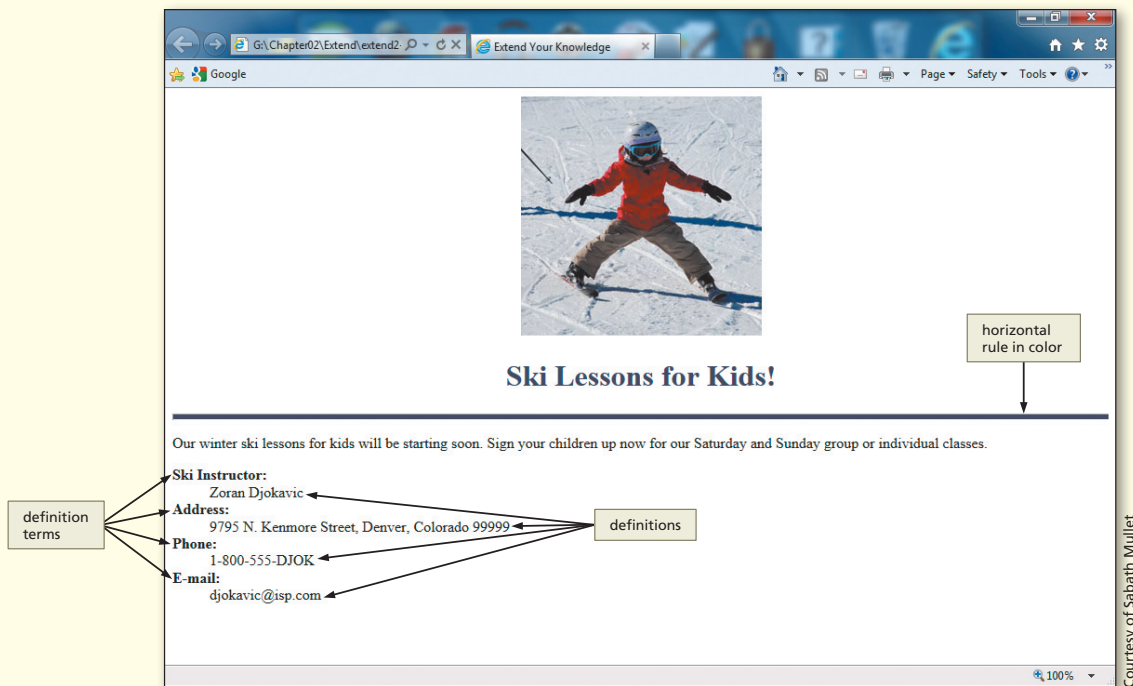 G:\Chapter02\Extend\extend2-
Extend Your Knowledge
Google
Page
Safety
Tools
»
horizontal
rule in color
Ski Lessons for Kids!
Our winter ski lessons for kids will be starting soon. Sign your children up now for our Saturday and Sunday group or individual classes.
Ski Instructor:
Zoran Djokavic
Address:
9795 N. Kenmore Street, Denver, Colorado 99999
Phone:
1-800-555-DJOK
E-mail:
djokavic@isp.com
definition
terms
definitions
100%
Courtesy of Sabath Mullet